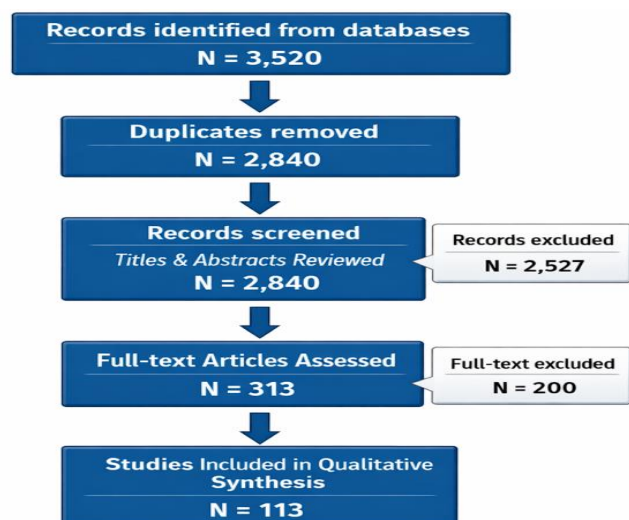 Records identified from databases
N = 3,520
Duplicates removed
N = 2,840
Records screened
Titles & Abstracts Reviewed
N = 2,840
Records excluded
N = 2,527
Full-text Articles Assessed
N = 313
Full-text excluded
N = 200
Studies Included in Qualitative
Synthesis
N = 113